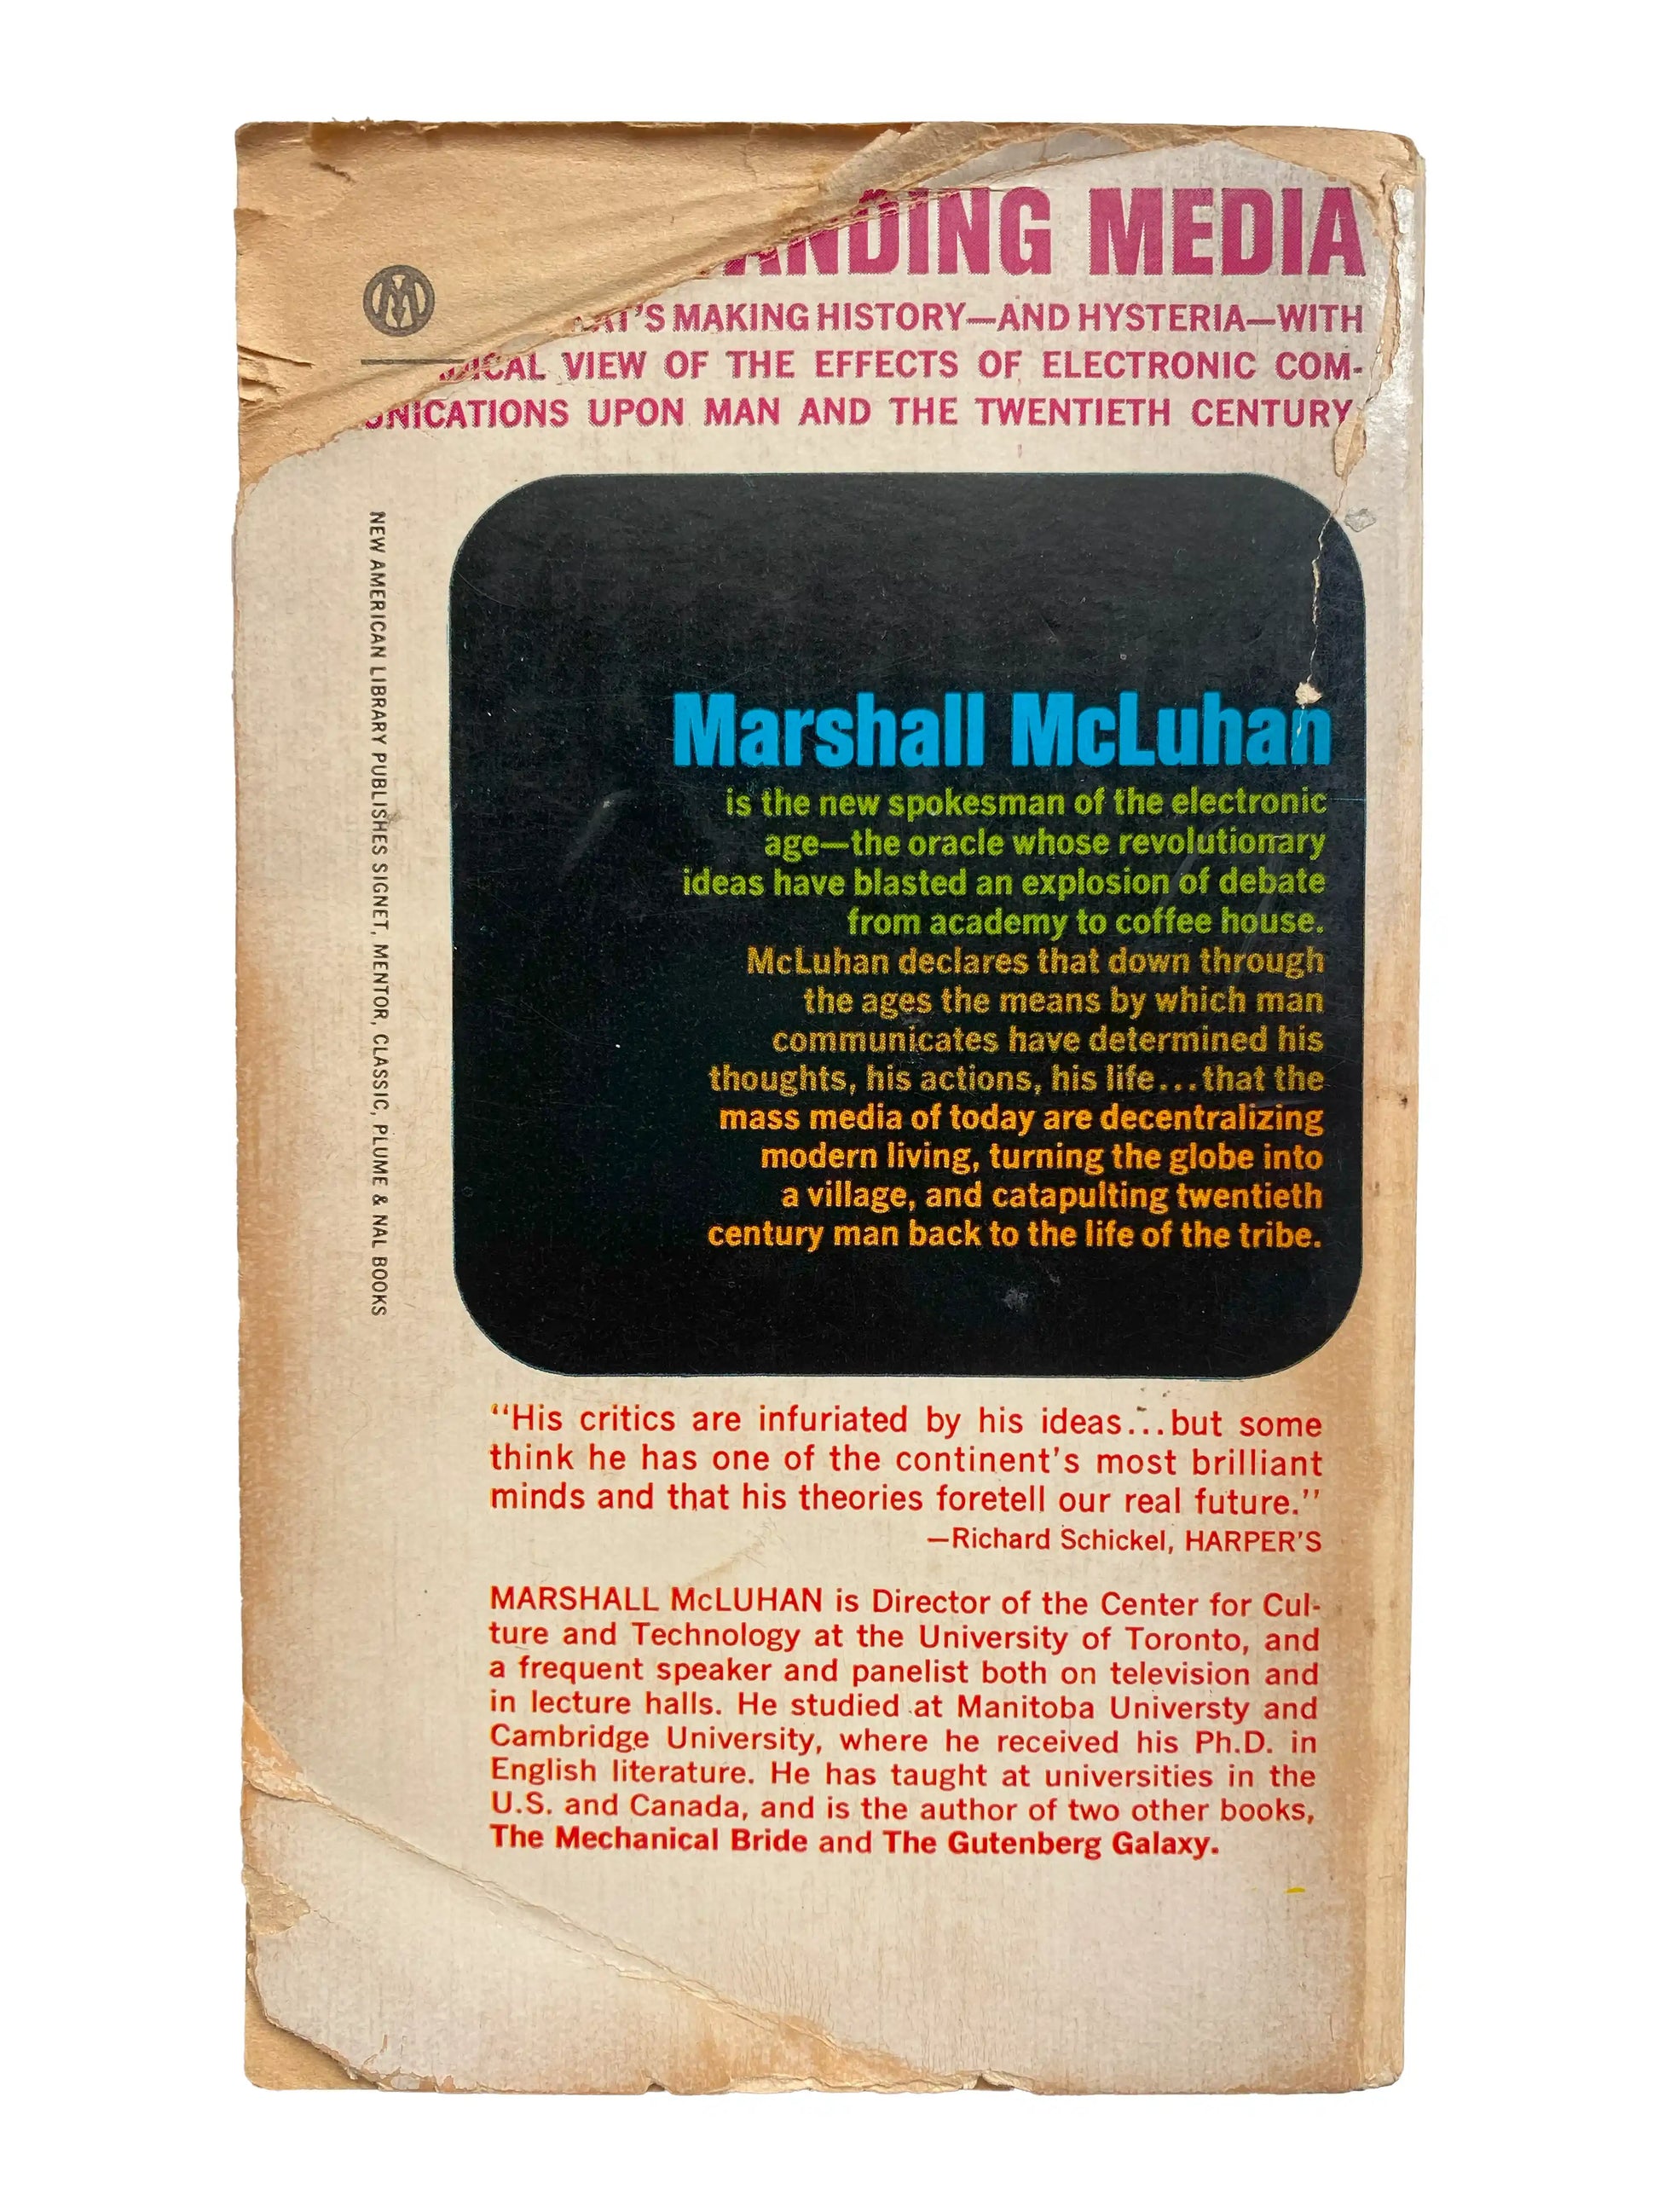 NDING MEDIA
MAKING HISTORY—AND HYSTERIA—WITH
VIEW OF THE EFFECTS OF ELECTRONIC COM-
UNICATIONS UPON MAN AND THE TWENTIETH CENTURY
NEW AMERICAN LIBRARY PUBLISHES SIGNET, MENTOR, CLASSIC, PLUME & NAL BOOKS
Marshall McLuhan
is the new spokesman of the electronic
age—the oracle whose revolutionary
ideas have blasted an explosion of debate
from academy to coffee house.
McLuhan declares that down through
the ages the means by which man
communicates have determined his
thoughts, his actions, his life...that the
mass media of today are decentralizing
modern living, turning the globe into
a village, and catapulting twentieth
century man back to the life of the tribe.
"His critics are infuriated by his ideas...but some
think he has one of the continent's most brilliant
minds and that his theories foretell our real future."
—Richard Schickel, HARPER'S
MARSHALL McLUHAN is Director of the Center for Cul-
ture and Technology at the University of Toronto, and
a frequent speaker and panelist both on television and
in lecture halls. He studied at Manitoba Universty and
Cambridge University, where he received his Ph.D. in
English literature. He has taught at universities in the
U.S. and Canada, and is the author of two other books,
The Mechanical Bride and The Gutenberg Galaxy.